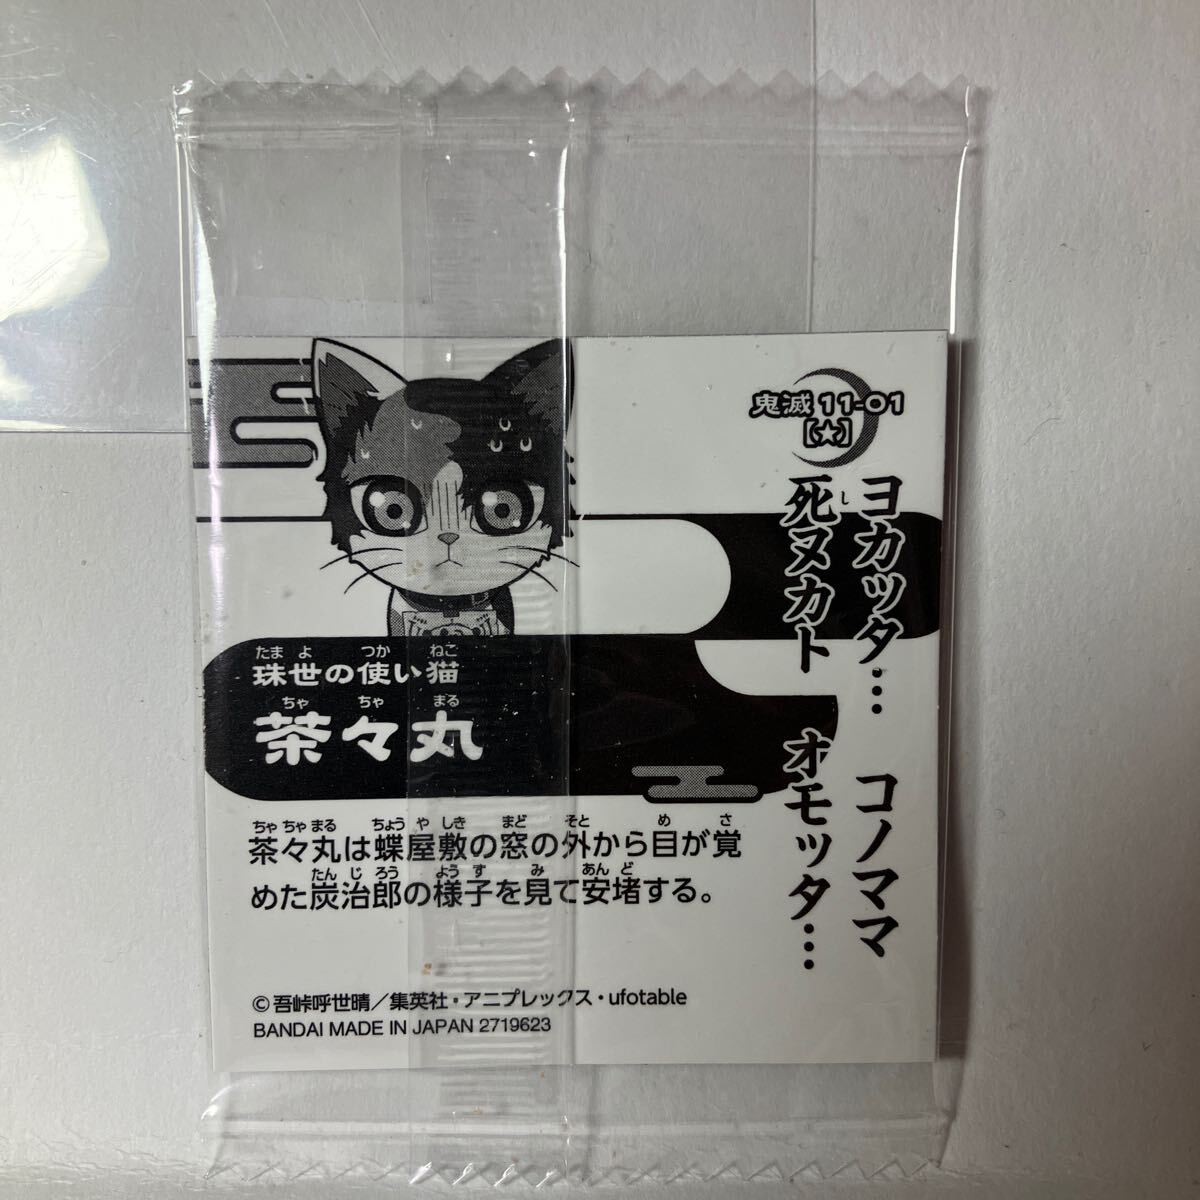 鬼滅 11-01
[★]
ヨカッタ… コノママ
死ヌカト オモッタ…
し
たま よ つか ねこ
珠世の使い猫
ちゃ ちゃ まる
茶々丸
ちゃ ちゃ まる ちょう や しき まど そと め さ
茶々丸は蝶屋敷の窓の外から目が覚
たん じ ろう よう す み あん ど
めた炭治郎の様子を見て安堵する。
©吾峠呼世晴／集英社・アニプレックス・ufotable
BANDAI MADE IN JAPAN 2719623